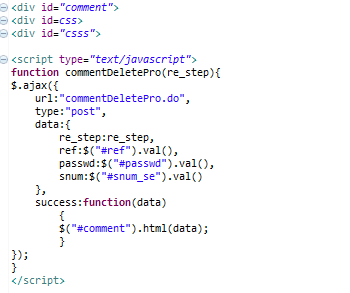 <div id="comment">
<div id=css>
<div id="csss">
<script type="text/javascript">
function commentDeletePro(re_step){
$.ajax({
url:"commentDeletePro.do",
type:"post",
data:{
re_step:re_step,
ref:$("#ref").val(),
passwd:$("#passwd").val(),
snum:$("#snum_se").val()
},
success:function(data)
{
$("#comment").html(data);
}
});
}
</script>